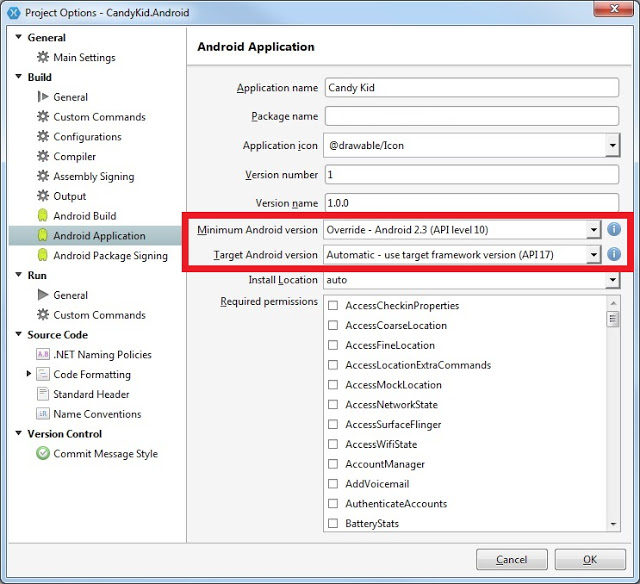 Project Options - CandyKid.Android
General
Main Settings
Build
General
Custom Commands
Configurations
Compiler
Assembly Signing
Output
Android Build
Android Application
Android Package Signing
Run
General
Custom Commands
Source Code
.NET Naming Policies
Code Formatting
Standard Header
Name Conventions
Version Control
Commit Message Style
Android Application
Application name Candy Kid
Package name
Application icon @drawable/Icon
Version number 1
Version name 1.0.0
Minimum Android version Override - Android 2.3 (API level 10)
Target Android version Automatic - use target framework version (API 17)
Install Location auto
Required permissions AccessCheckinProperties
AccessCoarseLocation
AccessFineLocation
AccessLocationExtraCommands
AccessMockLocation
AccessNetworkState
AccessSurfaceFlinger
AccessWifiState
AccountManager
AddVoicemail
AuthenticateAccounts
BatteryStats
Cancel OK